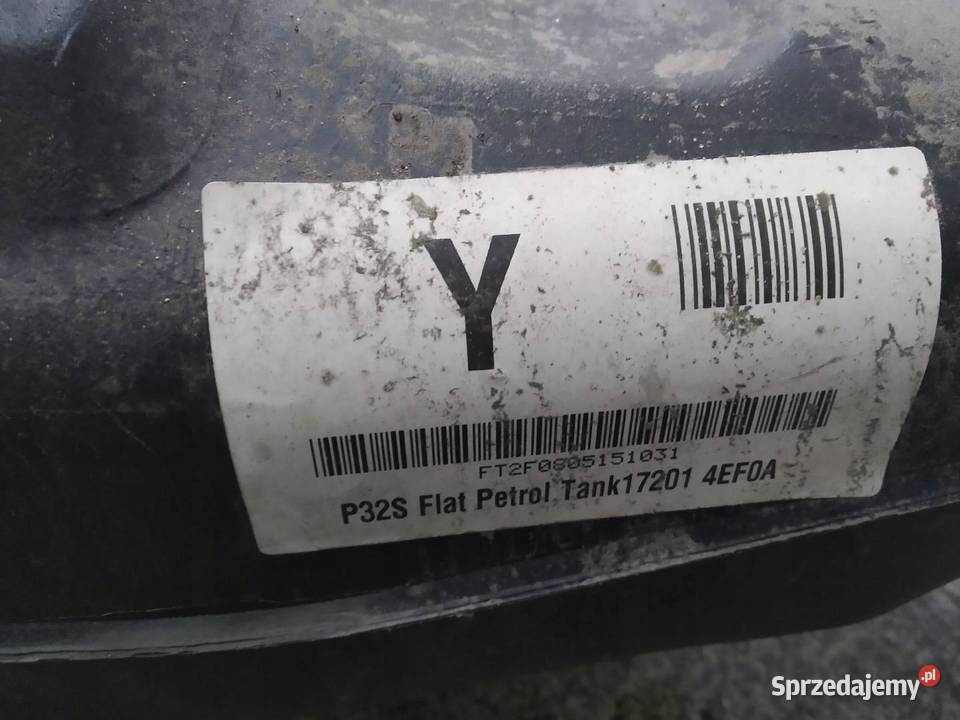 Y
FT2F0805151031
P32S Flat Petrol Tank17201 4EF0A
Sprzedajemy.pl